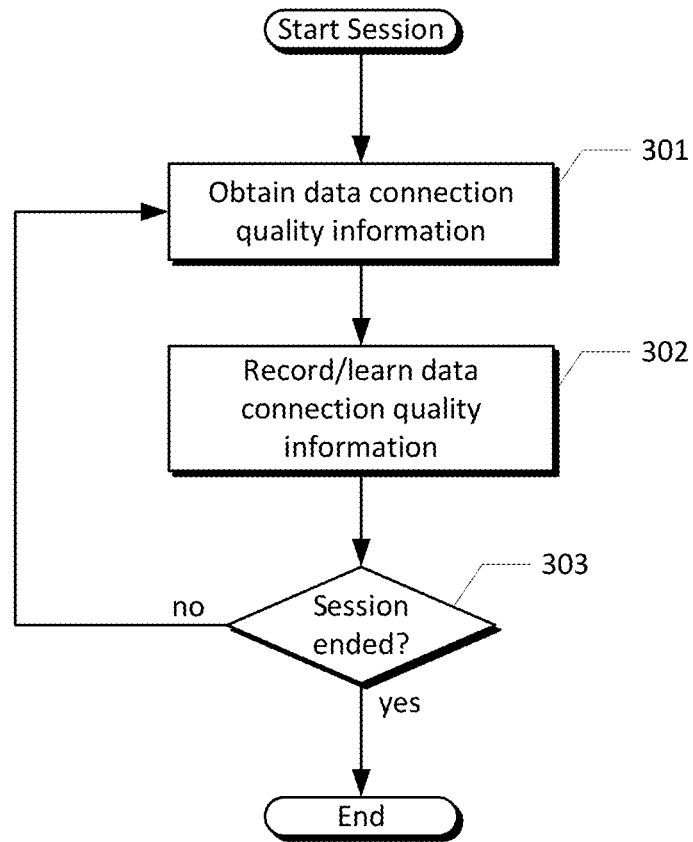 Start Session
301
Obtain data connection
quality information
302
Record/learn data
connection quality
information
303
Session
ended?
no
yes
End